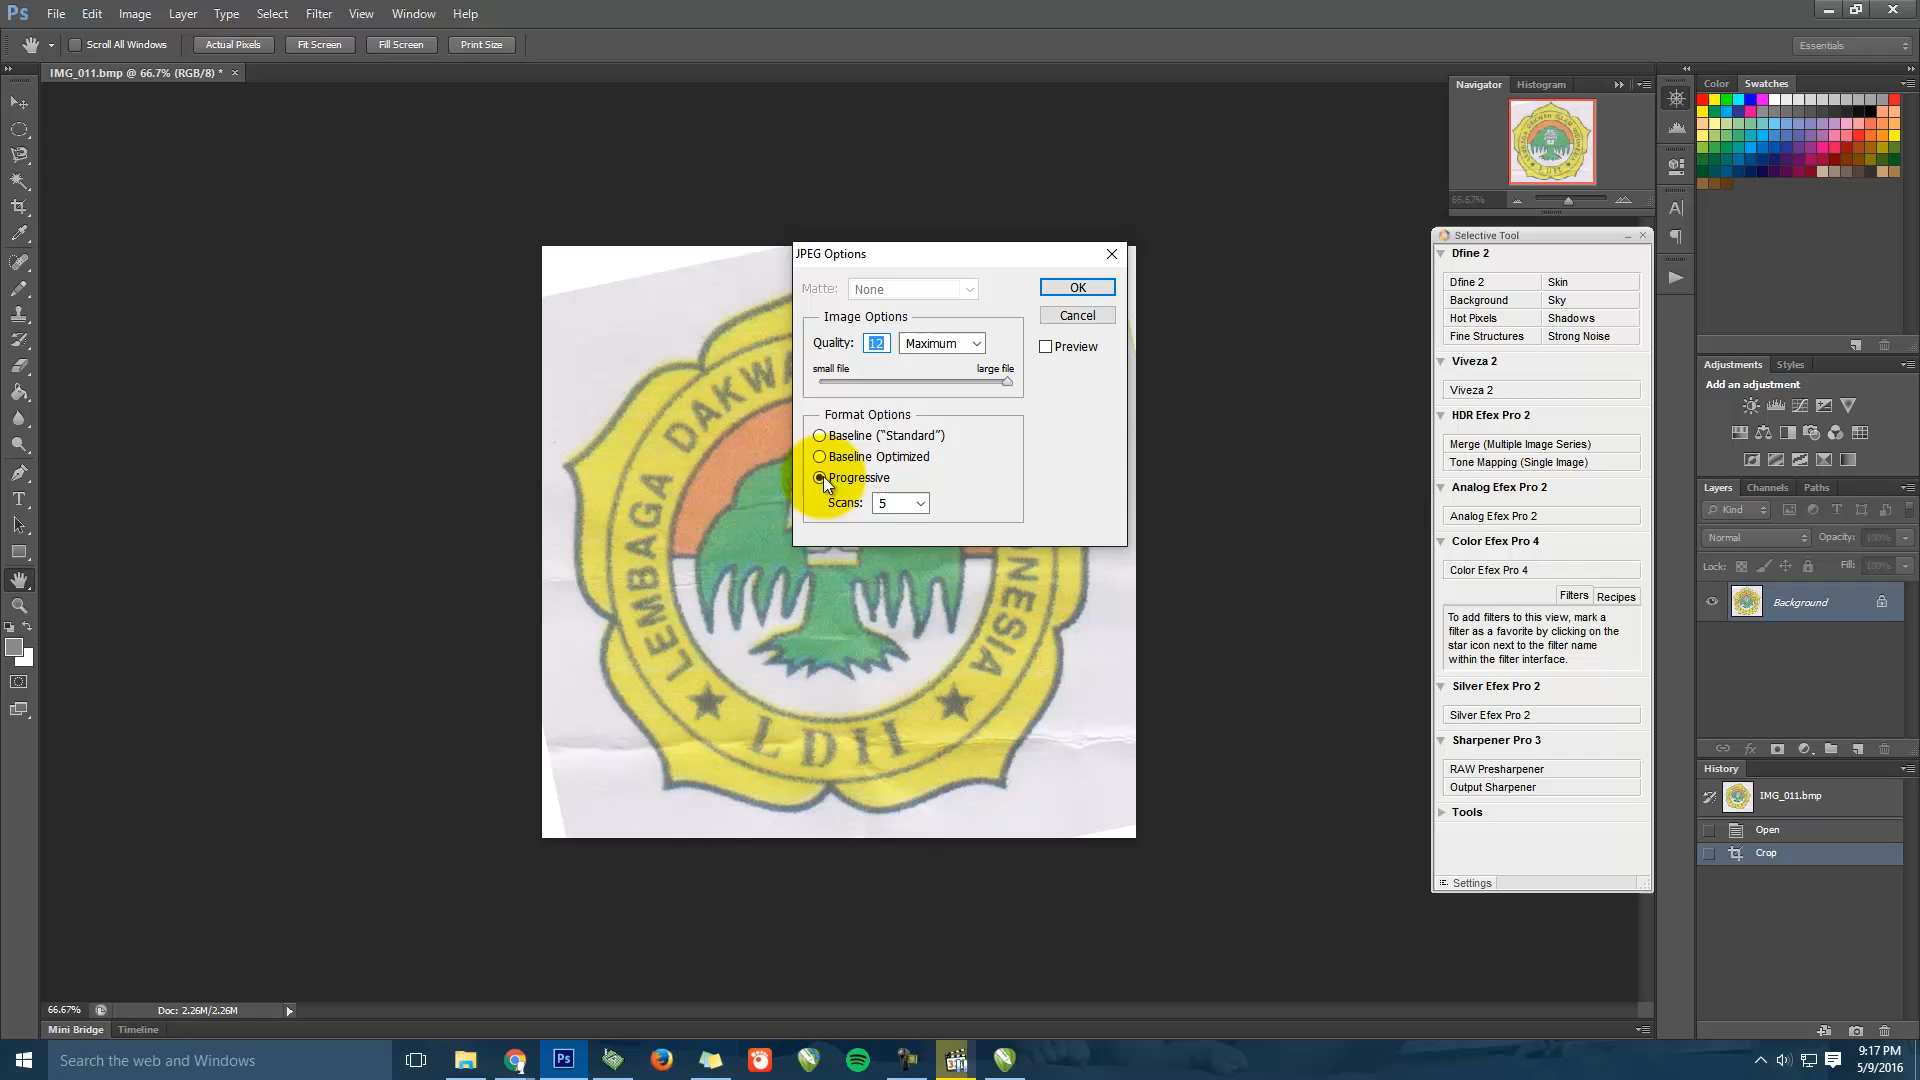 Ps File Edit Image Layer Type Select Filter View Window Help
Scroll All Windows Actual Pixels Fit Screen Fill Screen Print Size Essentials
IMG_011.bmp @ 66.7% (RGB/8) *
Navigator Histogram
Color Swatches
66.67%
Selective Tool
Dfine 2
Dfine 2 Skin
Background Sky
Hot Pixels Shadows
Fine Structures Strong Noise
Viveza 2
Viveza 2
HDR Efex Pro 2
Merge (Multiple Image Series)
Tone Mapping (Single Image)
Analog Efex Pro 2
Analog Efex Pro 2
Color Efex Pro 4
Color Efex Pro 4
Filters Recipes
To add filters to this view, mark a
filter as a favorite by clicking on the
star icon next to the filter name
within the filter interface.
Silver Efex Pro 2
Silver Efex Pro 2
Sharpener Pro 3
RAW Presharpener
Output Sharpener
Tools
Settings
JPEG Options
Matte: None
OK
Cancel
Preview
Image Options
Quality: 12 Maximum
small file large file
Format Options
Baseline ("Standard")
Baseline Optimized
Progressive
Scans: 5
LEMBAGA DAKWA
NESIA
LDII
Adjustments Styles
Add an adjustment
Layers Channels Paths
Kind
Normal Opacity: 100%
Lock: Fill: 100%
Background
History
IMG_011.bmp
Open
Crop
66.67% Doc: 2.26M/2.26M
Mini Bridge Timeline
Search the web and Windows
Ps
9:17 PM
5/9/2016